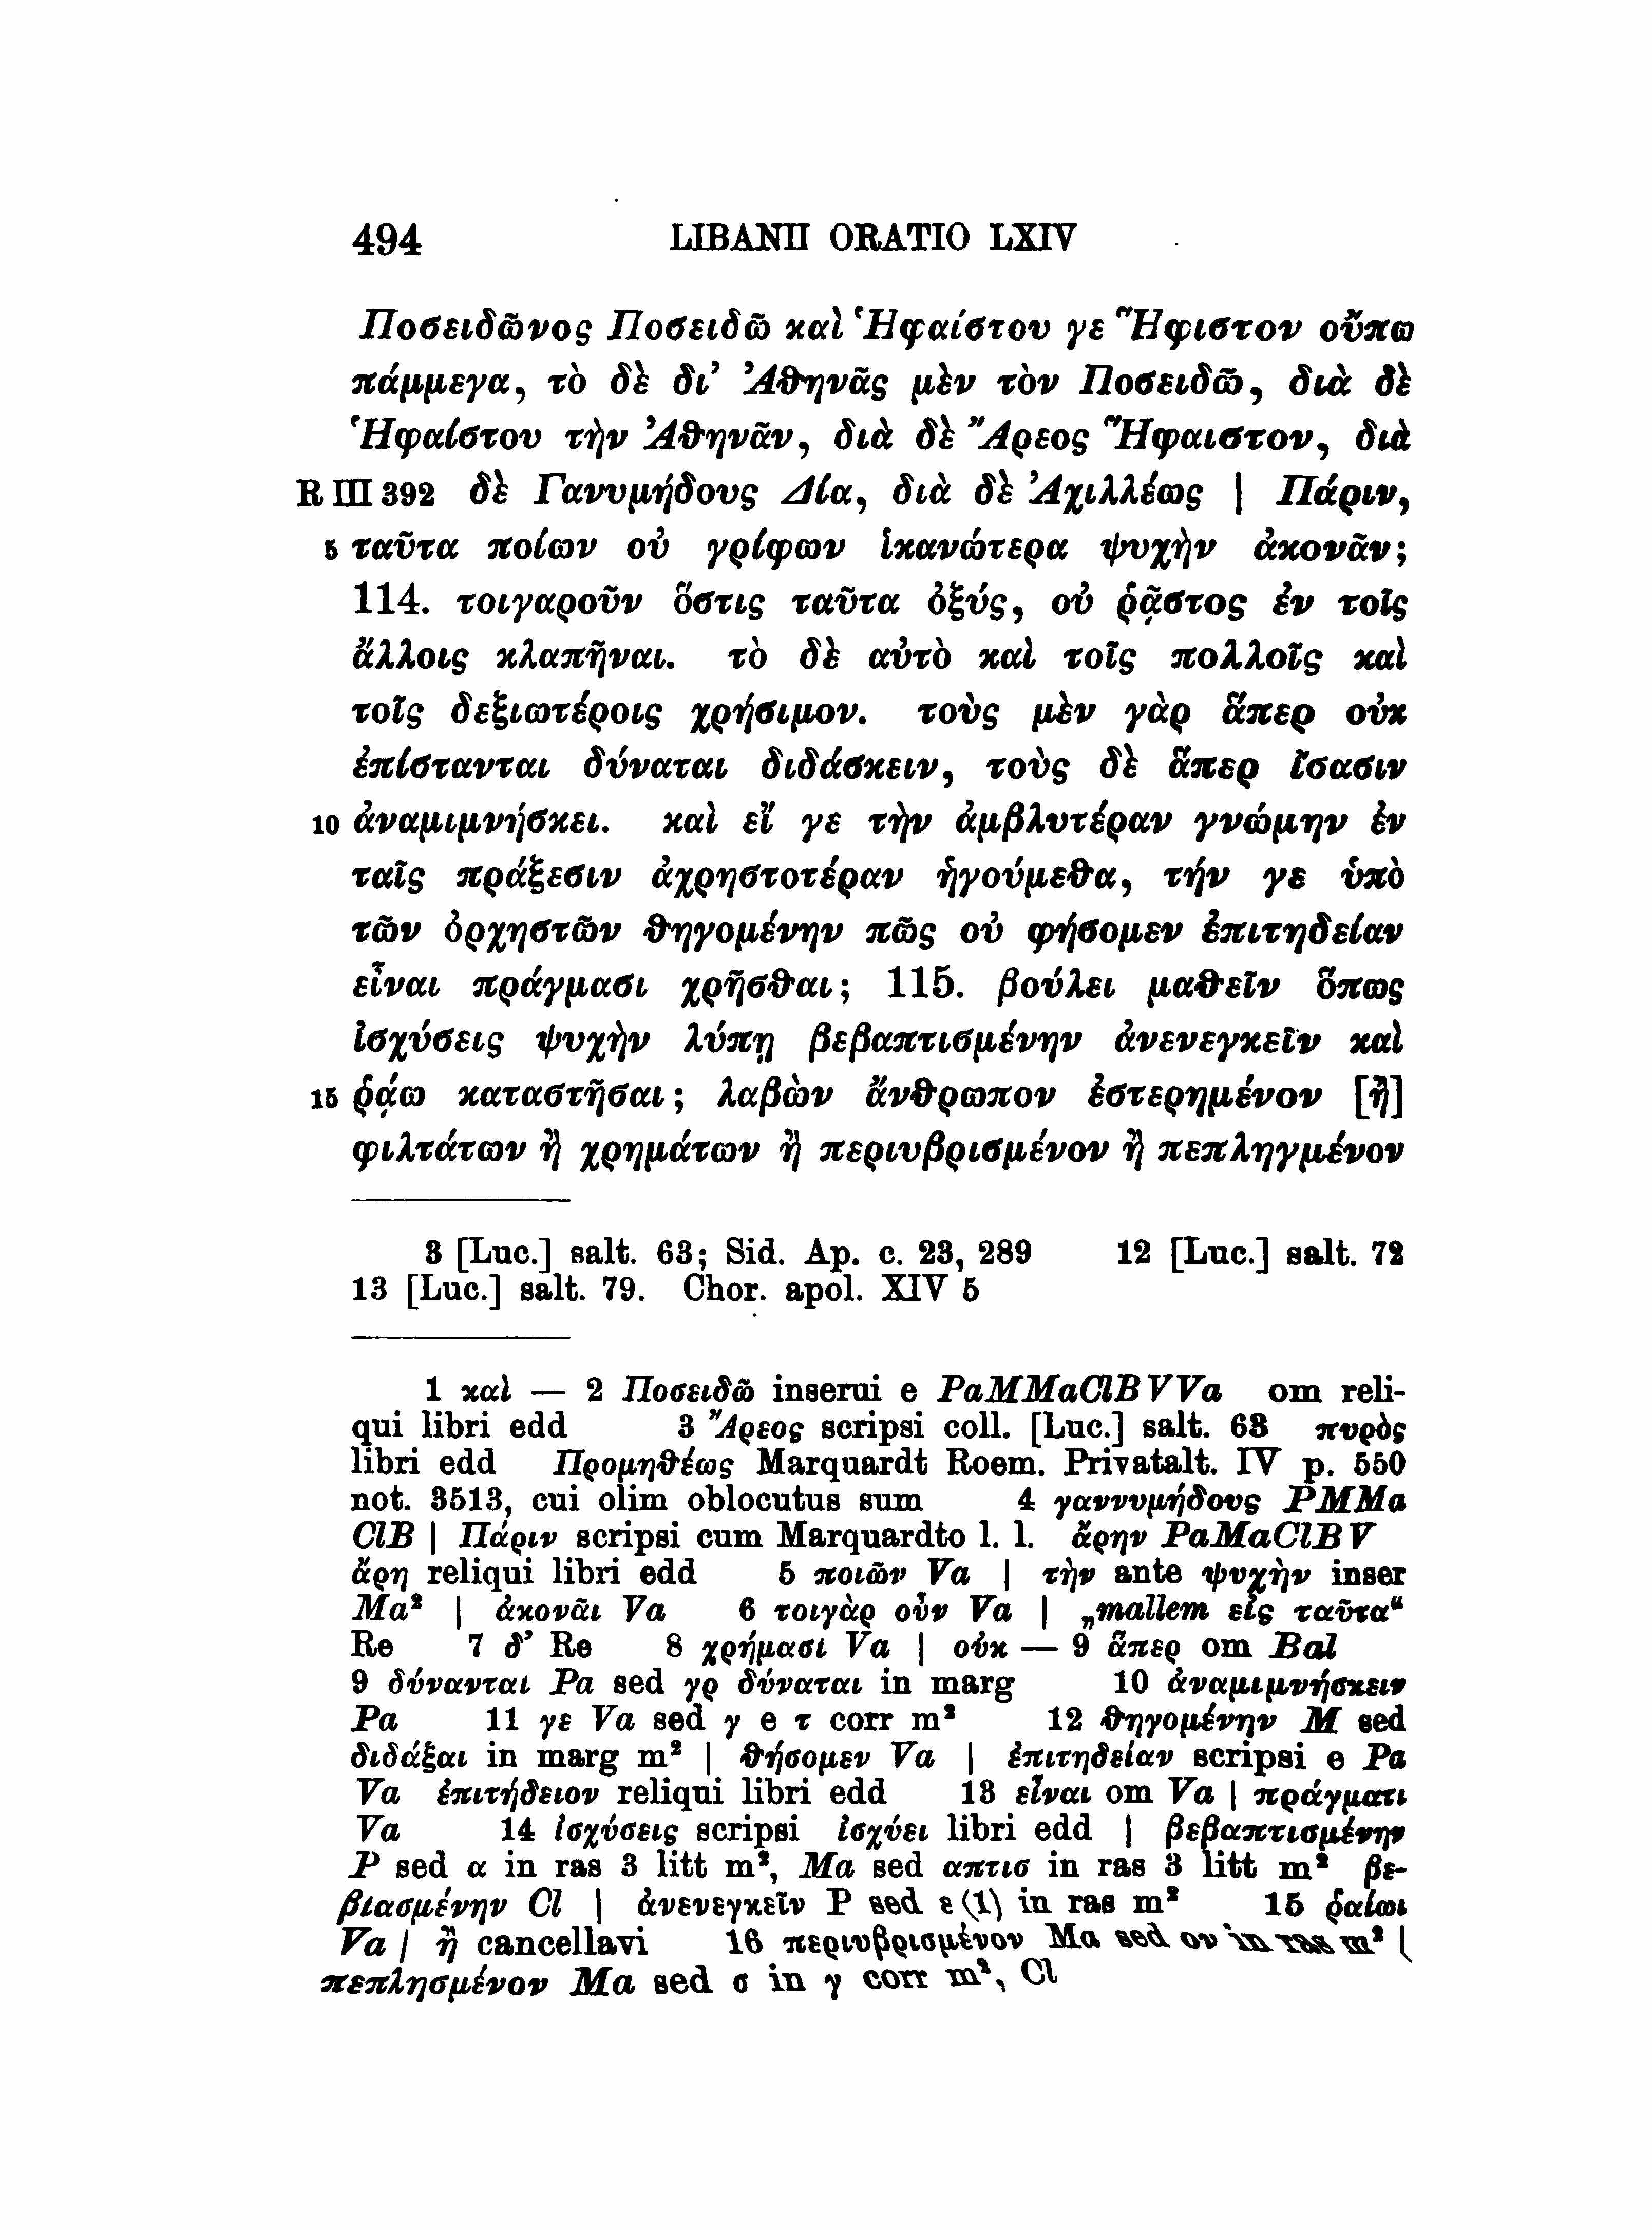 494 LIBANII ORATIO LXIV
Ποσειδῶνος Ποσειδῶ καὶ Ἡφαίστου γε Ἥφιστον οὔπω
πάμμεγα, τὸ δὲ δι’ Ἀθηνᾶς μὲν τὸν Ποσειδῶ, διὰ δὲ
Ἡφαίστου τὴν Ἀθηνᾶν, διὰ δὲ Ἄρεος Ἥφαιστον, διὰ
R III 392 δὲ Γανυμήδους Δία, διὰ δὲ Ἀχιλλέως | Πάριν,
5 ταῦτα ποίων οὐ γρίφων ἱκανώτερα ψυχὴν ἀκονᾶν;
114. τοιγαροῦν ὅστις ταῦτα ὀξύς, οὐ ῥᾷστος ἐν τοῖς
ἄλλοις κλαπῆναι. τὸ δὲ αὐτὸ καὶ τοῖς πολλοῖς καὶ
τοῖς δεξιωτέροις χρήσιμον. τοὺς μὲν γὰρ ἅπερ οὐκ
ἐπίστανται δύναται διδάσκειν, τοὺς δὲ ἅπερ ἴσασιν
10 ἀναμιμνήσκει. καὶ εἴ γε τὴν ἀμβλυτέραν γνώμην ἐν
ταῖς πράξεσιν ἀχρηστοτέραν ἡγούμεθα, τήν γε ὑπὸ
τῶν ὀρχηστῶν θηγομένην πῶς οὐ φήσομεν ἐπιτηδείαν
εἶναι πράγμασι χρῆσθαι; 115. βούλει μαθεῖν ὅπως
ἰσχύσεις ψυχὴν λύπῃ βεβαπτισμένην ἀνενεγκεῖν καὶ
15 ῥᾴω καταστῆσαι; λαβὼν ἄνθρωπον ἐστερημένον [ἢ]
φιλτάτων ἢ χρημάτων ἢ περιυβρισμένον ἢ πεπληγμένον
3 [Luc.] salt. 63; Sid. Ap. c. 23, 289 12 [Luc.] salt. 72
13 [Luc.] salt. 79. Chor. apol. XIV 5
1 καὶ — 2 Ποσειδῶ inserui e PaMMaClBVVa om reli-
qui libri edd 3 Ἄρεος scripsi coll. [Luc.] salt. 63 πυρὸς
libri edd Προμηθέως Marquardt Roem. Privatalt. IV p. 550
not. 3513, cui olim oblocutus sum 4 γαννυμήδους PMMa
ClB | Πάριν scripsi cum Marquardto l. l. ἄρην PaMaClBV
ἄρη reliqui libri edd 5 ποιῶν Va | τὴν ante ψυχὴν inser
Ma² | ἀκονᾶι Va 6 τοιγὰρ οὖν Va | „mallem εἰς ταῦτα“
Re 7 δ’ Re 8 χρήμασι Va | οὐκ — 9 ἅπερ om Bal
9 δύνανται Pa sed γρ δύναται in marg 10 ἀναμιμνήσκειν
Pa 11 γε Va sed γ e τ corr m² 12 θηγομένην M sed
διδάξαι in marg m² | θήσομεν Va | ἐπιτηδείαν scripsi e Pa
Va ἐπιτήδειον reliqui libri edd 13 εἶναι om Va | πράγματι
Va 14 ἰσχύσεις scripsi ἰσχύει libri edd | βεβαπτισμένην
P sed α in ras 3 litt m², Ma sed απτισ in ras 3 litt m² βε-
βιασμένην Cl | ἀνενεγκεῖν P sed ε (1) in ras m² 15 ῥαίωι
Va | ἢ cancellavi 16 περιυβρισμένον Ma sed ον in ras m² |
πεπλησμένον Ma sed σ in γ corr m², Cl